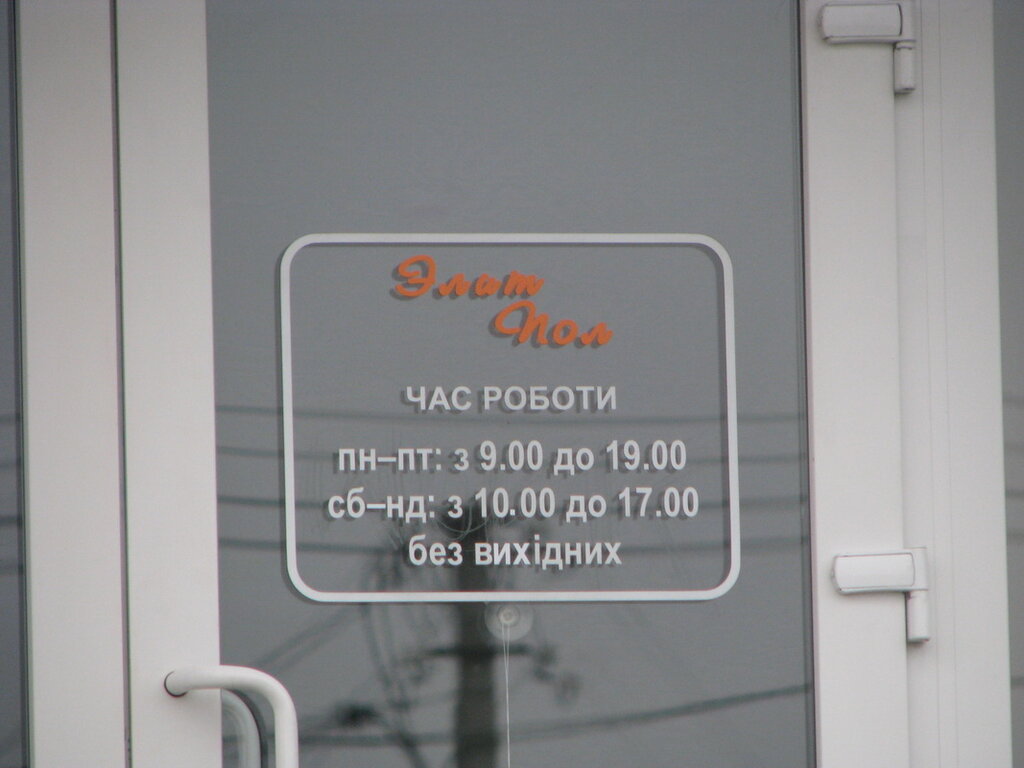 Элит
Пол
ЧАС РОБОТИ
пн–пт: з 9.00 до 19.00
сб–нд: з 10.00 до 17.00
без вихідних